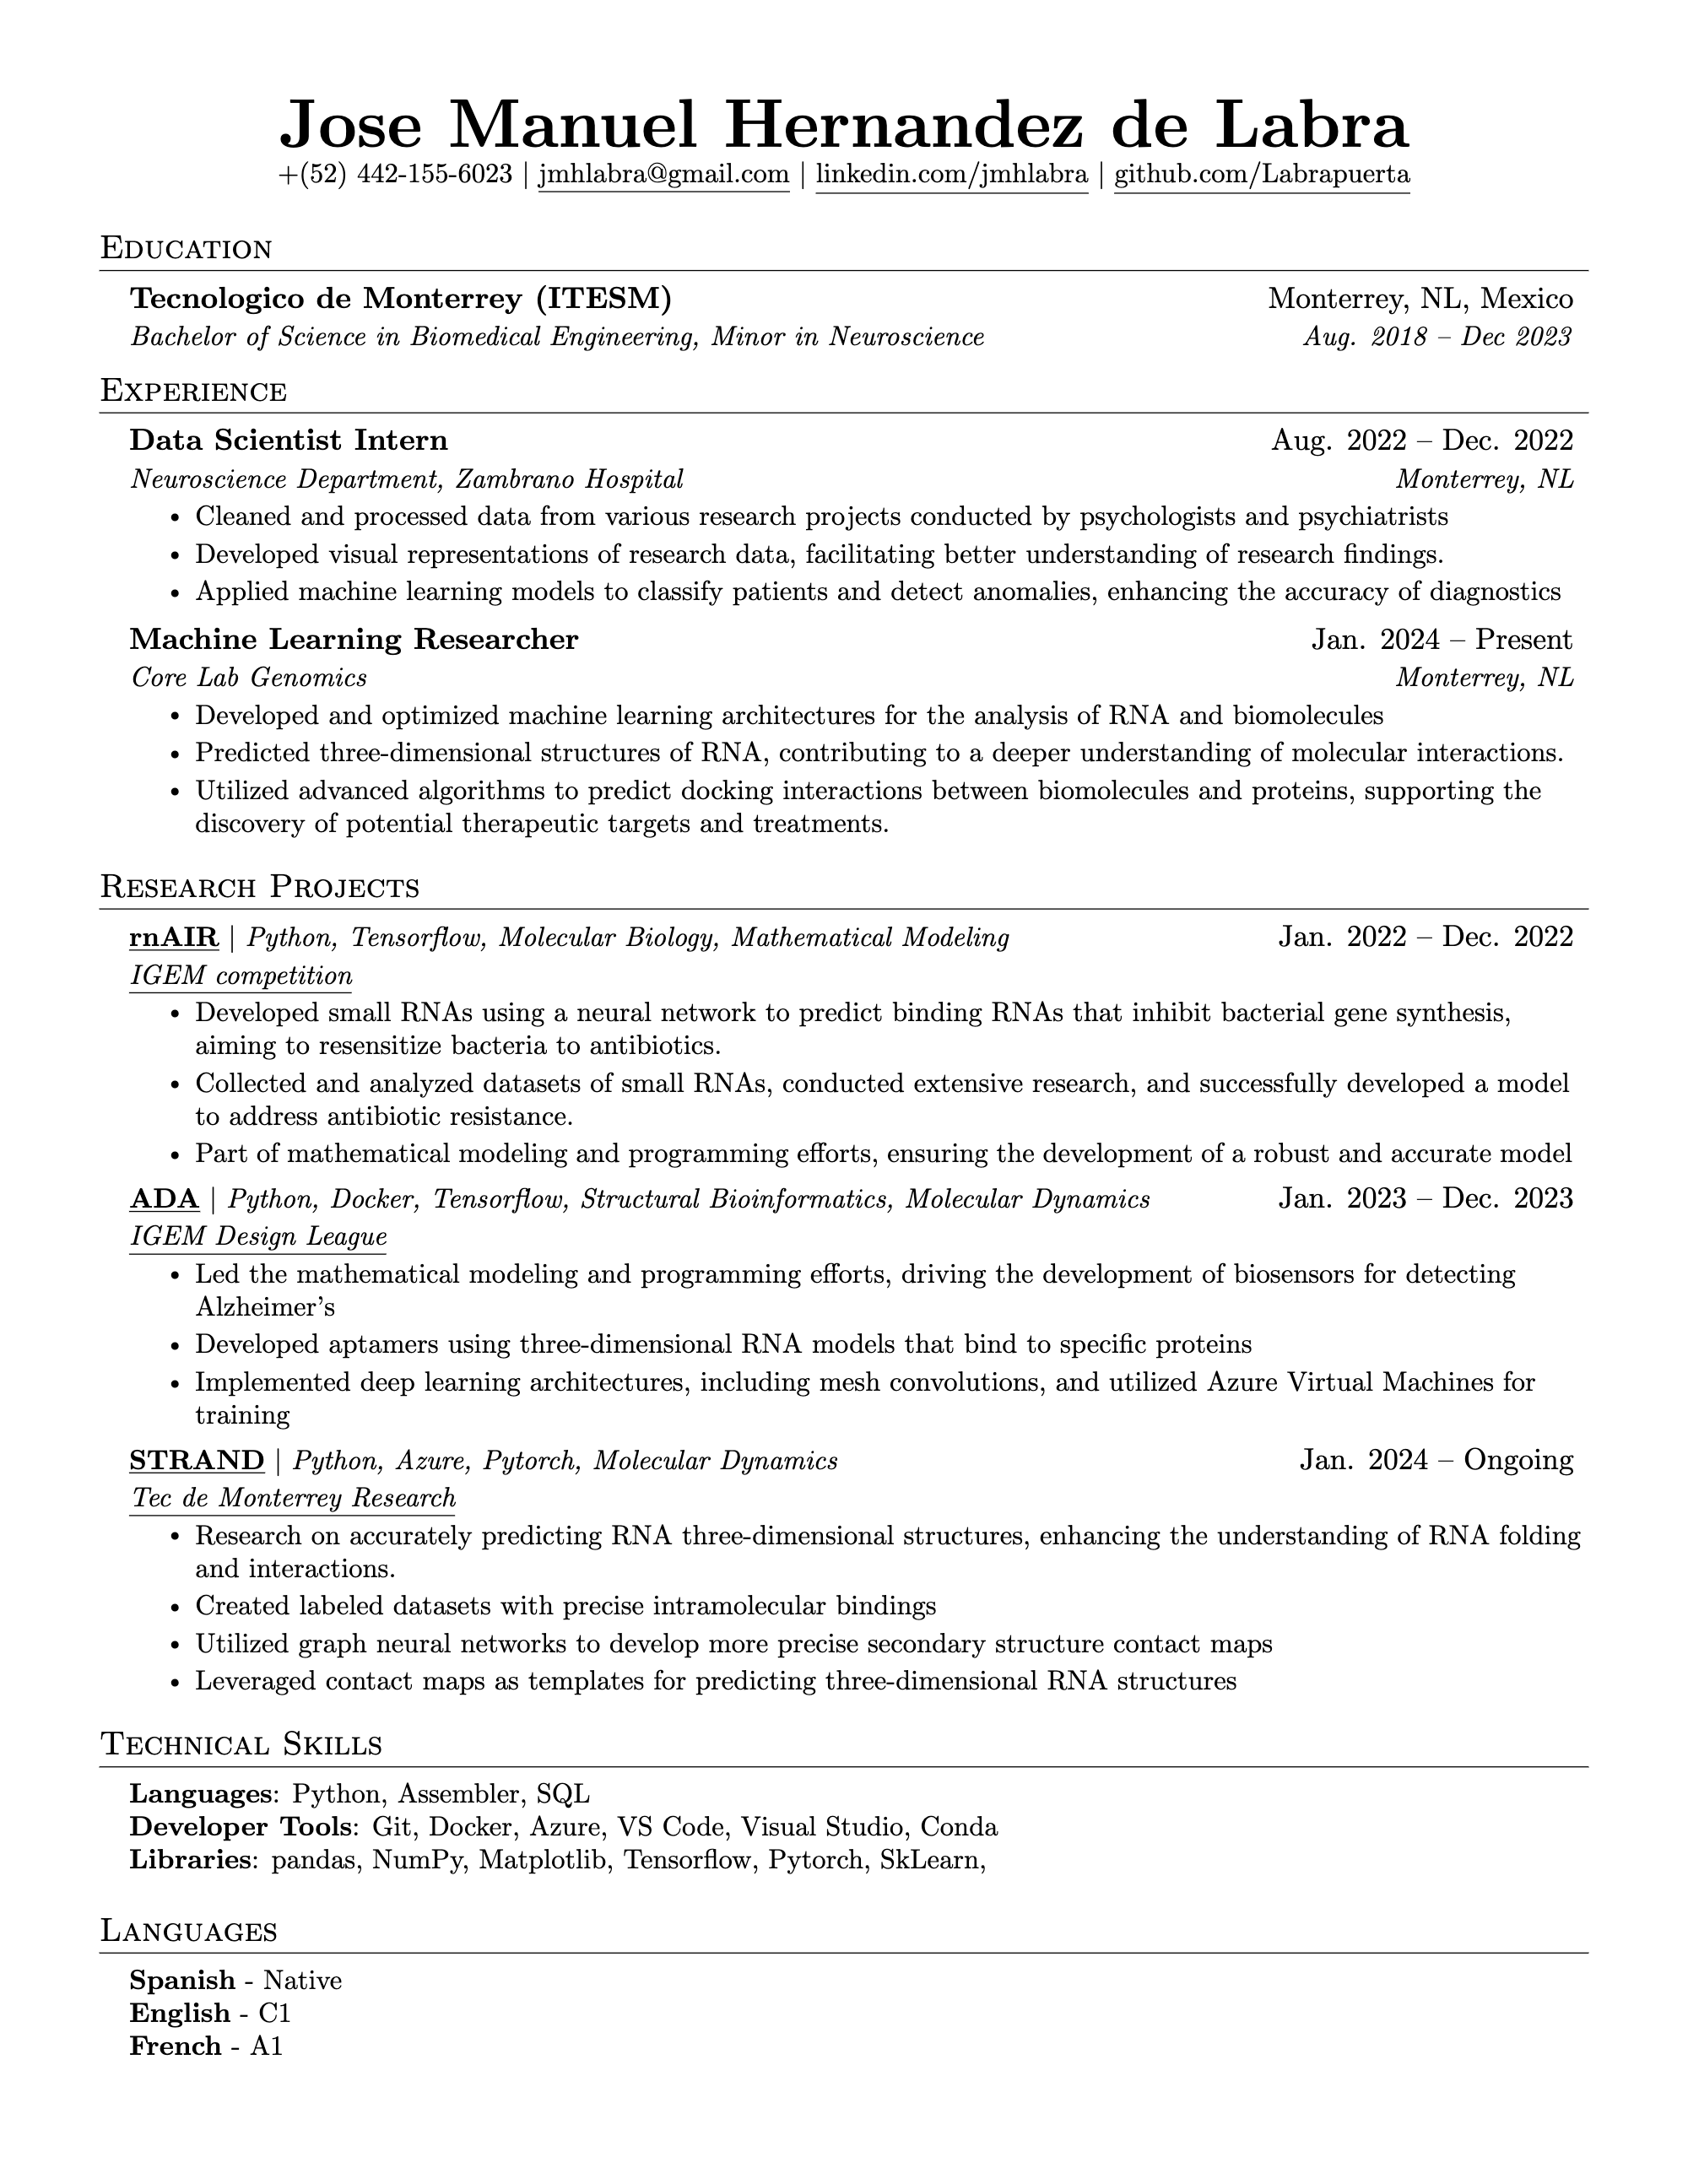 Jose Manuel Hernandez de Labra
+(52) 442-155-6023 | jmhlabra@gmail.com | linkedin.com/jmhlabra | github.com/Labrapuerta
Education
Tecnologico de Monterrey (ITESM) Monterrey, NL, Mexico
Bachelor of Science in Biomedical Engineering, Minor in Neuroscience Aug. 2018 – Dec 2023
Experience
Data Scientist Intern Aug. 2022 – Dec. 2022
Neuroscience Department, Zambrano Hospital Monterrey, NL
• Cleaned and processed data from various research projects conducted by psychologists and psychiatrists
• Developed visual representations of research data, facilitating better understanding of research findings.
• Applied machine learning models to classify patients and detect anomalies, enhancing the accuracy of diagnostics
Machine Learning Researcher Jan. 2024 – Present
Core Lab Genomics Monterrey, NL
• Developed and optimized machine learning architectures for the analysis of RNA and biomolecules
• Predicted three-dimensional structures of RNA, contributing to a deeper understanding of molecular interactions.
• Utilized advanced algorithms to predict docking interactions between biomolecules and proteins, supporting the
discovery of potential therapeutic targets and treatments.
Research Projects
rnAIR | Python, Tensorflow, Molecular Biology, Mathematical Modeling Jan. 2022 – Dec. 2022
IGEM competition
• Developed small RNAs using a neural network to predict binding RNAs that inhibit bacterial gene synthesis,
aiming to resensitize bacteria to antibiotics.
• Collected and analyzed datasets of small RNAs, conducted extensive research, and successfully developed a model
to address antibiotic resistance.
• Part of mathematical modeling and programming efforts, ensuring the development of a robust and accurate model
ADA | Python, Docker, Tensorflow, Structural Bioinformatics, Molecular Dynamics Jan. 2023 – Dec. 2023
IGEM Design League
• Led the mathematical modeling and programming efforts, driving the development of biosensors for detecting
Alzheimer's
• Developed aptamers using three-dimensional RNA models that bind to specific proteins
• Implemented deep learning architectures, including mesh convolutions, and utilized Azure Virtual Machines for
training
STRAND | Python, Azure, Pytorch, Molecular Dynamics Jan. 2024 – Ongoing
Tec de Monterrey Research
• Research on accurately predicting RNA three-dimensional structures, enhancing the understanding of RNA folding
and interactions.
• Created labeled datasets with precise intramolecular bindings
• Utilized graph neural networks to develop more precise secondary structure contact maps
• Leveraged contact maps as templates for predicting three-dimensional RNA structures
Technical Skills
Languages: Python, Assembler, SQL
Developer Tools: Git, Docker, Azure, VS Code, Visual Studio, Conda
Libraries: pandas, NumPy, Matplotlib, Tensorflow, Pytorch, SkLearn,
Languages
Spanish - Native
English - C1
French - A1